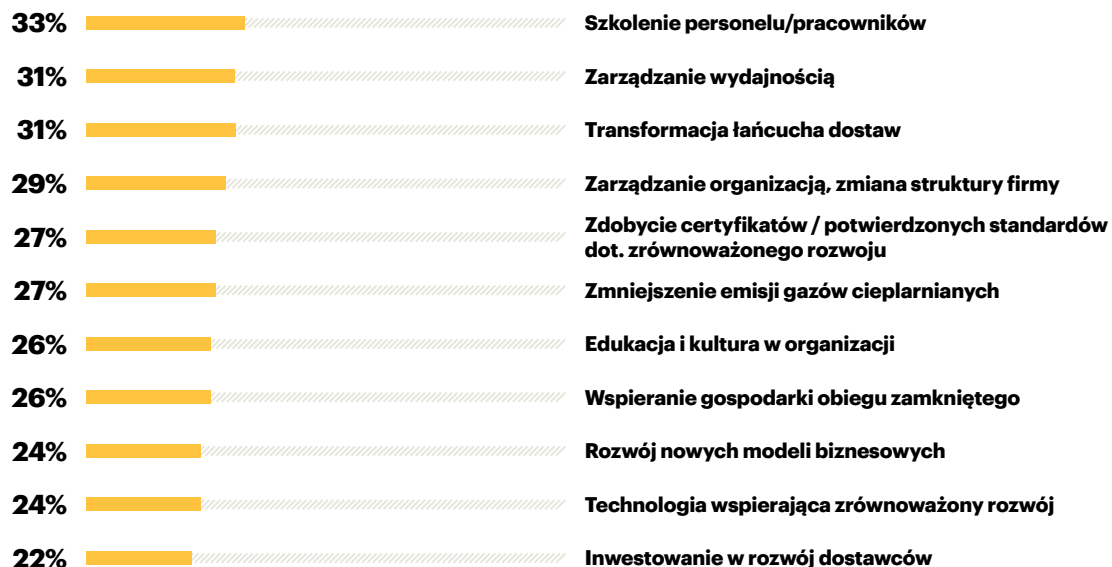 33% Szkolenie personelu/pracowników
31% Zarządzanie wydajnością
31% Transformacja łańcucha dostaw
29% Zarządzanie organizacją, zmiana struktury firmy
27% Zdobycie certyfikatów / potwierdzonych standardów
dot. zrównoważonego rozwoju
27% Zmniejszenie emisji gazów cieplarnianych
26% Edukacja i kultura w organizacji
26% Wspieranie gospodarki obiegu zamkniętego
24% Rozwój nowych modeli biznesowych
24% Technologia wspierająca zrównoważony rozwój
22% Inwestowanie w rozwój dostawców